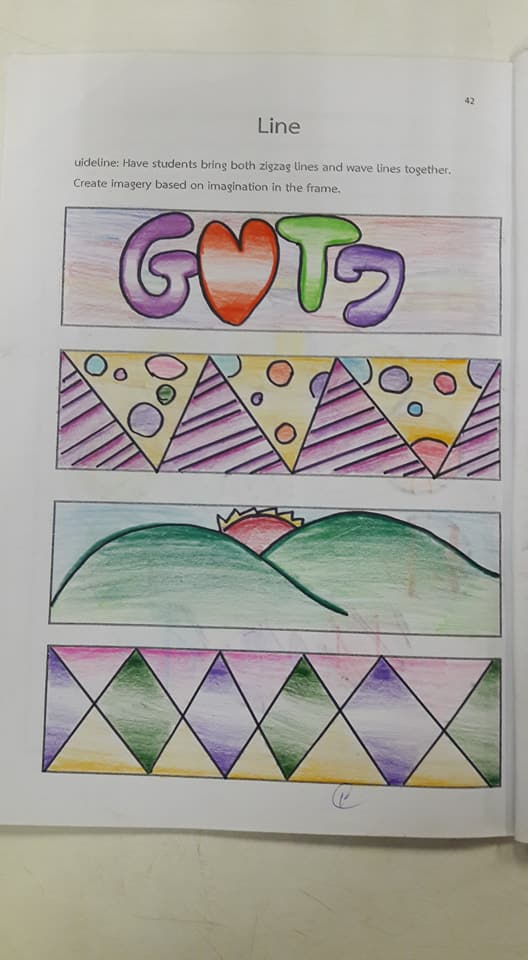 42
Line
uideline: Have students bring both zigzag lines and wave lines together.
Create imagery based on imagination in the frame.